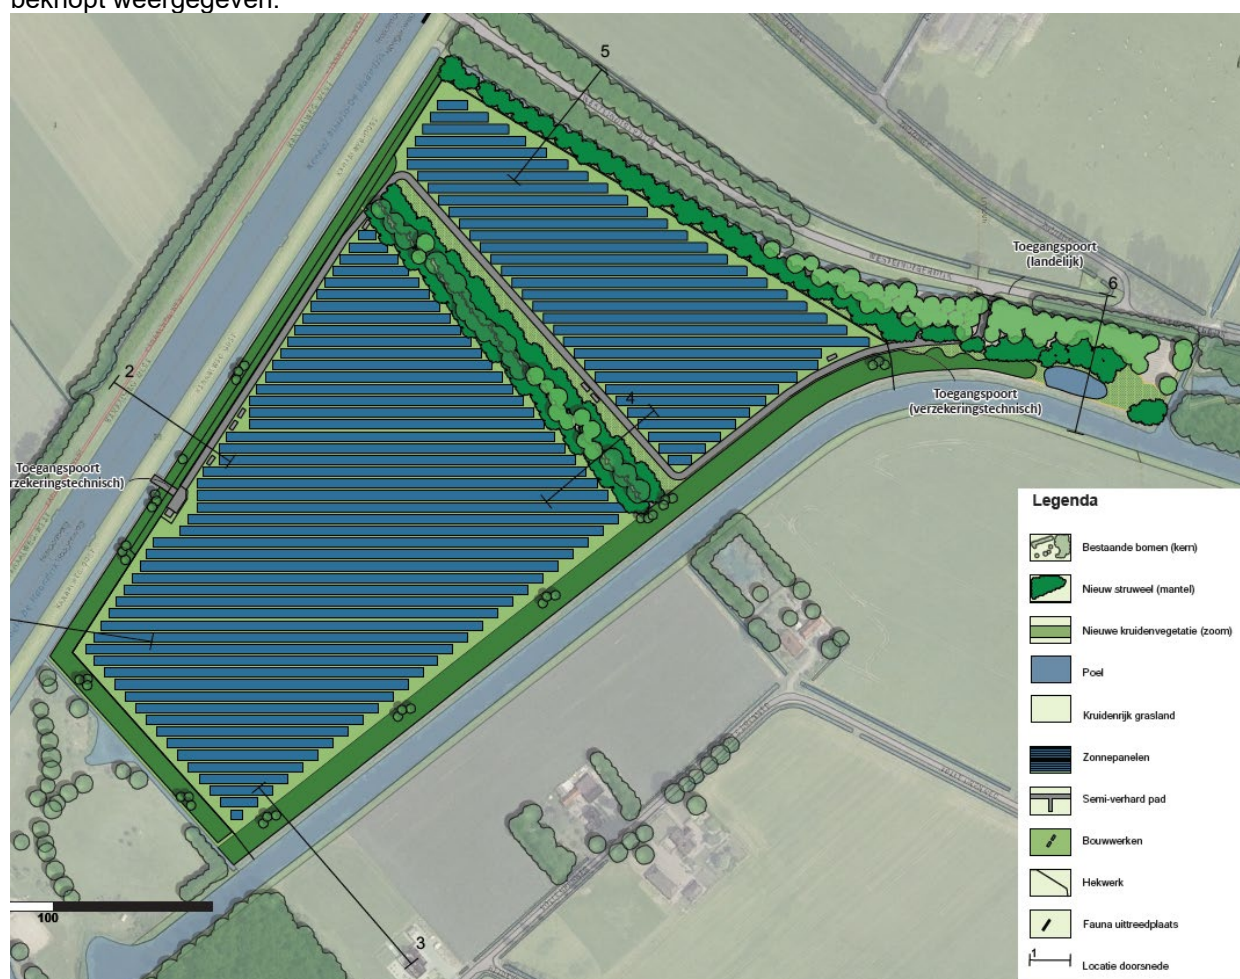 beknopt weergegeven.
5
Toegangspoort
(landelijk)
6
2
4
Toegangspoort
(verzekeringstechnisch)
Toegangspoort
rzekeringstechnisch)
3
100
Legenda
Bestaande bomen (kern)
Nieuw struweel (mantel)
Nieuwe kruidenvegetatie (zoom)
Poel
Kruidenrijk grasland
Zonnepanelen
Semi-verhard pad
Bouwwerken
Hekwerk
Fauna uittreedplaats
1
Locatie doorsnede